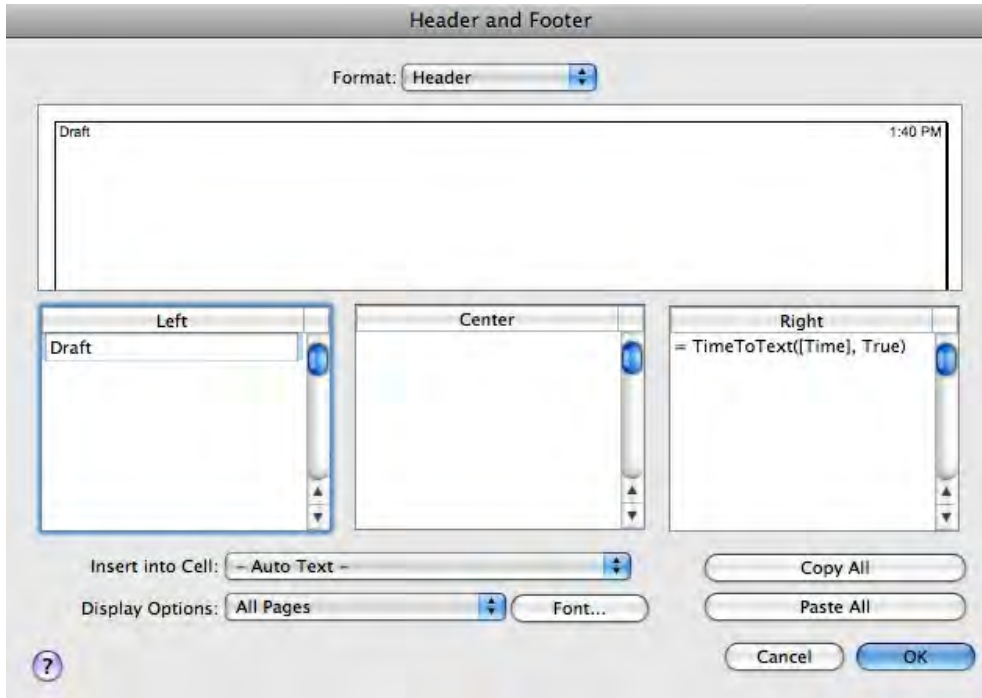 Header and Footer
Format: Header
Draft 1:40 PM
Left Center Right
Draft = TimeToText([Time], True)
Insert into Cell: - Auto Text - Copy All
Display Options: All Pages Font... Paste All
? Cancel OK